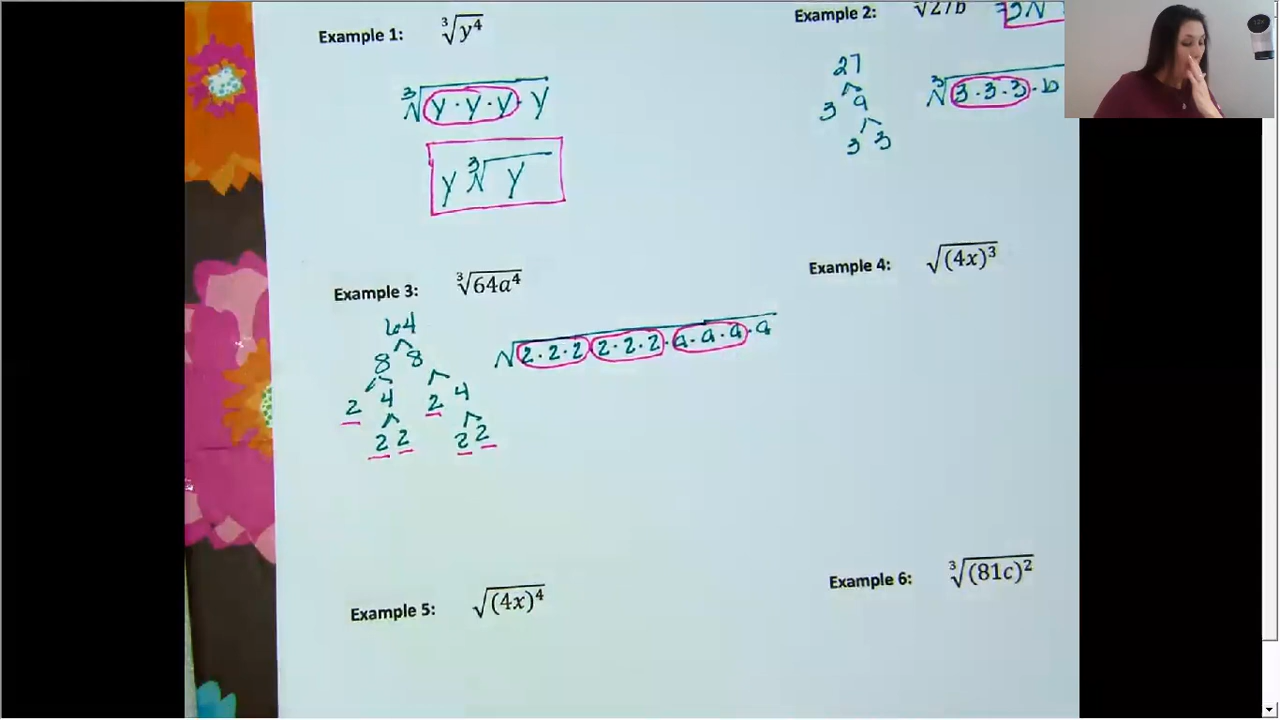 Example 1: ∛y⁴
∛y · y · y · y
y ∛y
Example 2: ∛27b
27
3 9
3 3
∛3 · 3 · 3 · b
Example 3: ∛64a⁴
64
8 8
2 4 2 4
2 2 2 2
√2 · 2 · 2 · 2 · 2 · 2 · a · a · a · a
Example 4: √(4x)³
Example 5: √(4x)⁴
Example 6: ∛(81c)²